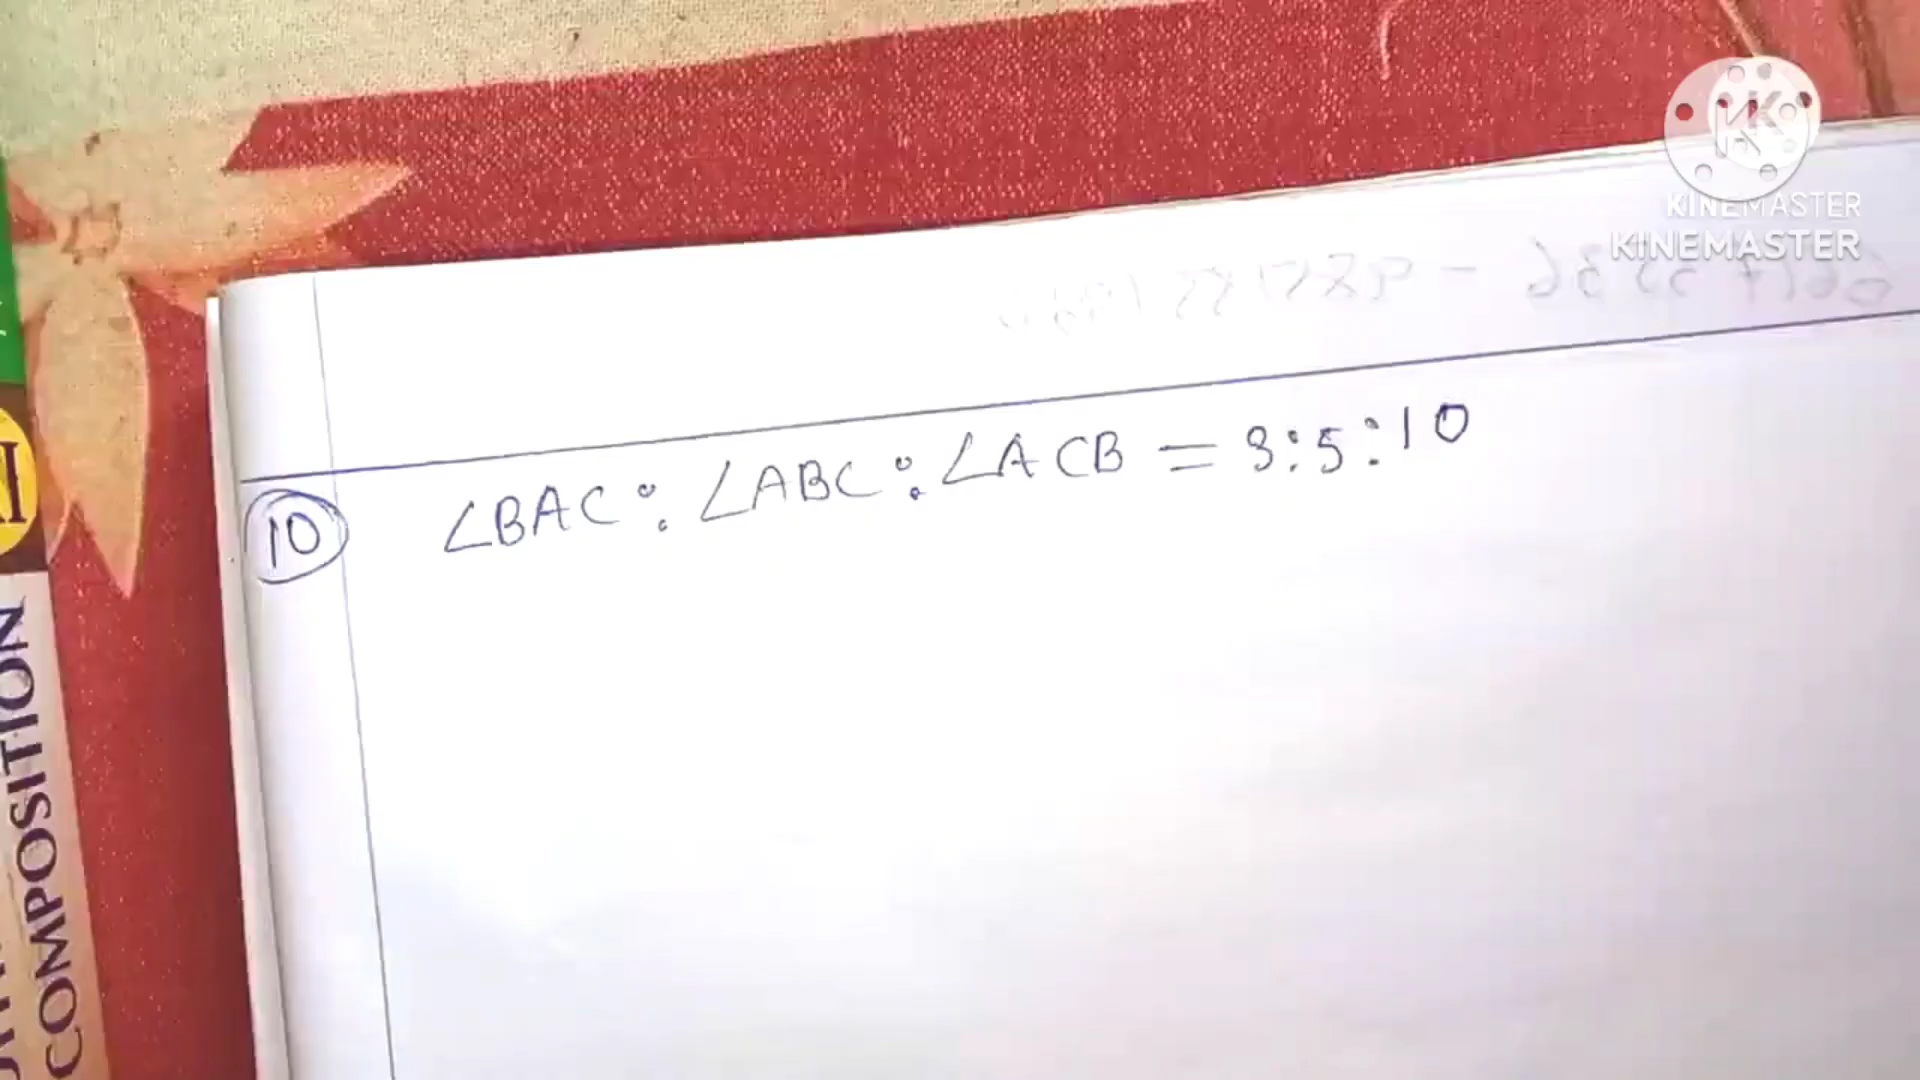 KINEMASTER
KINEMASTER
⑩ ∠BAC : ∠ABC : ∠ACB = 3:5:10
COMPOSITION